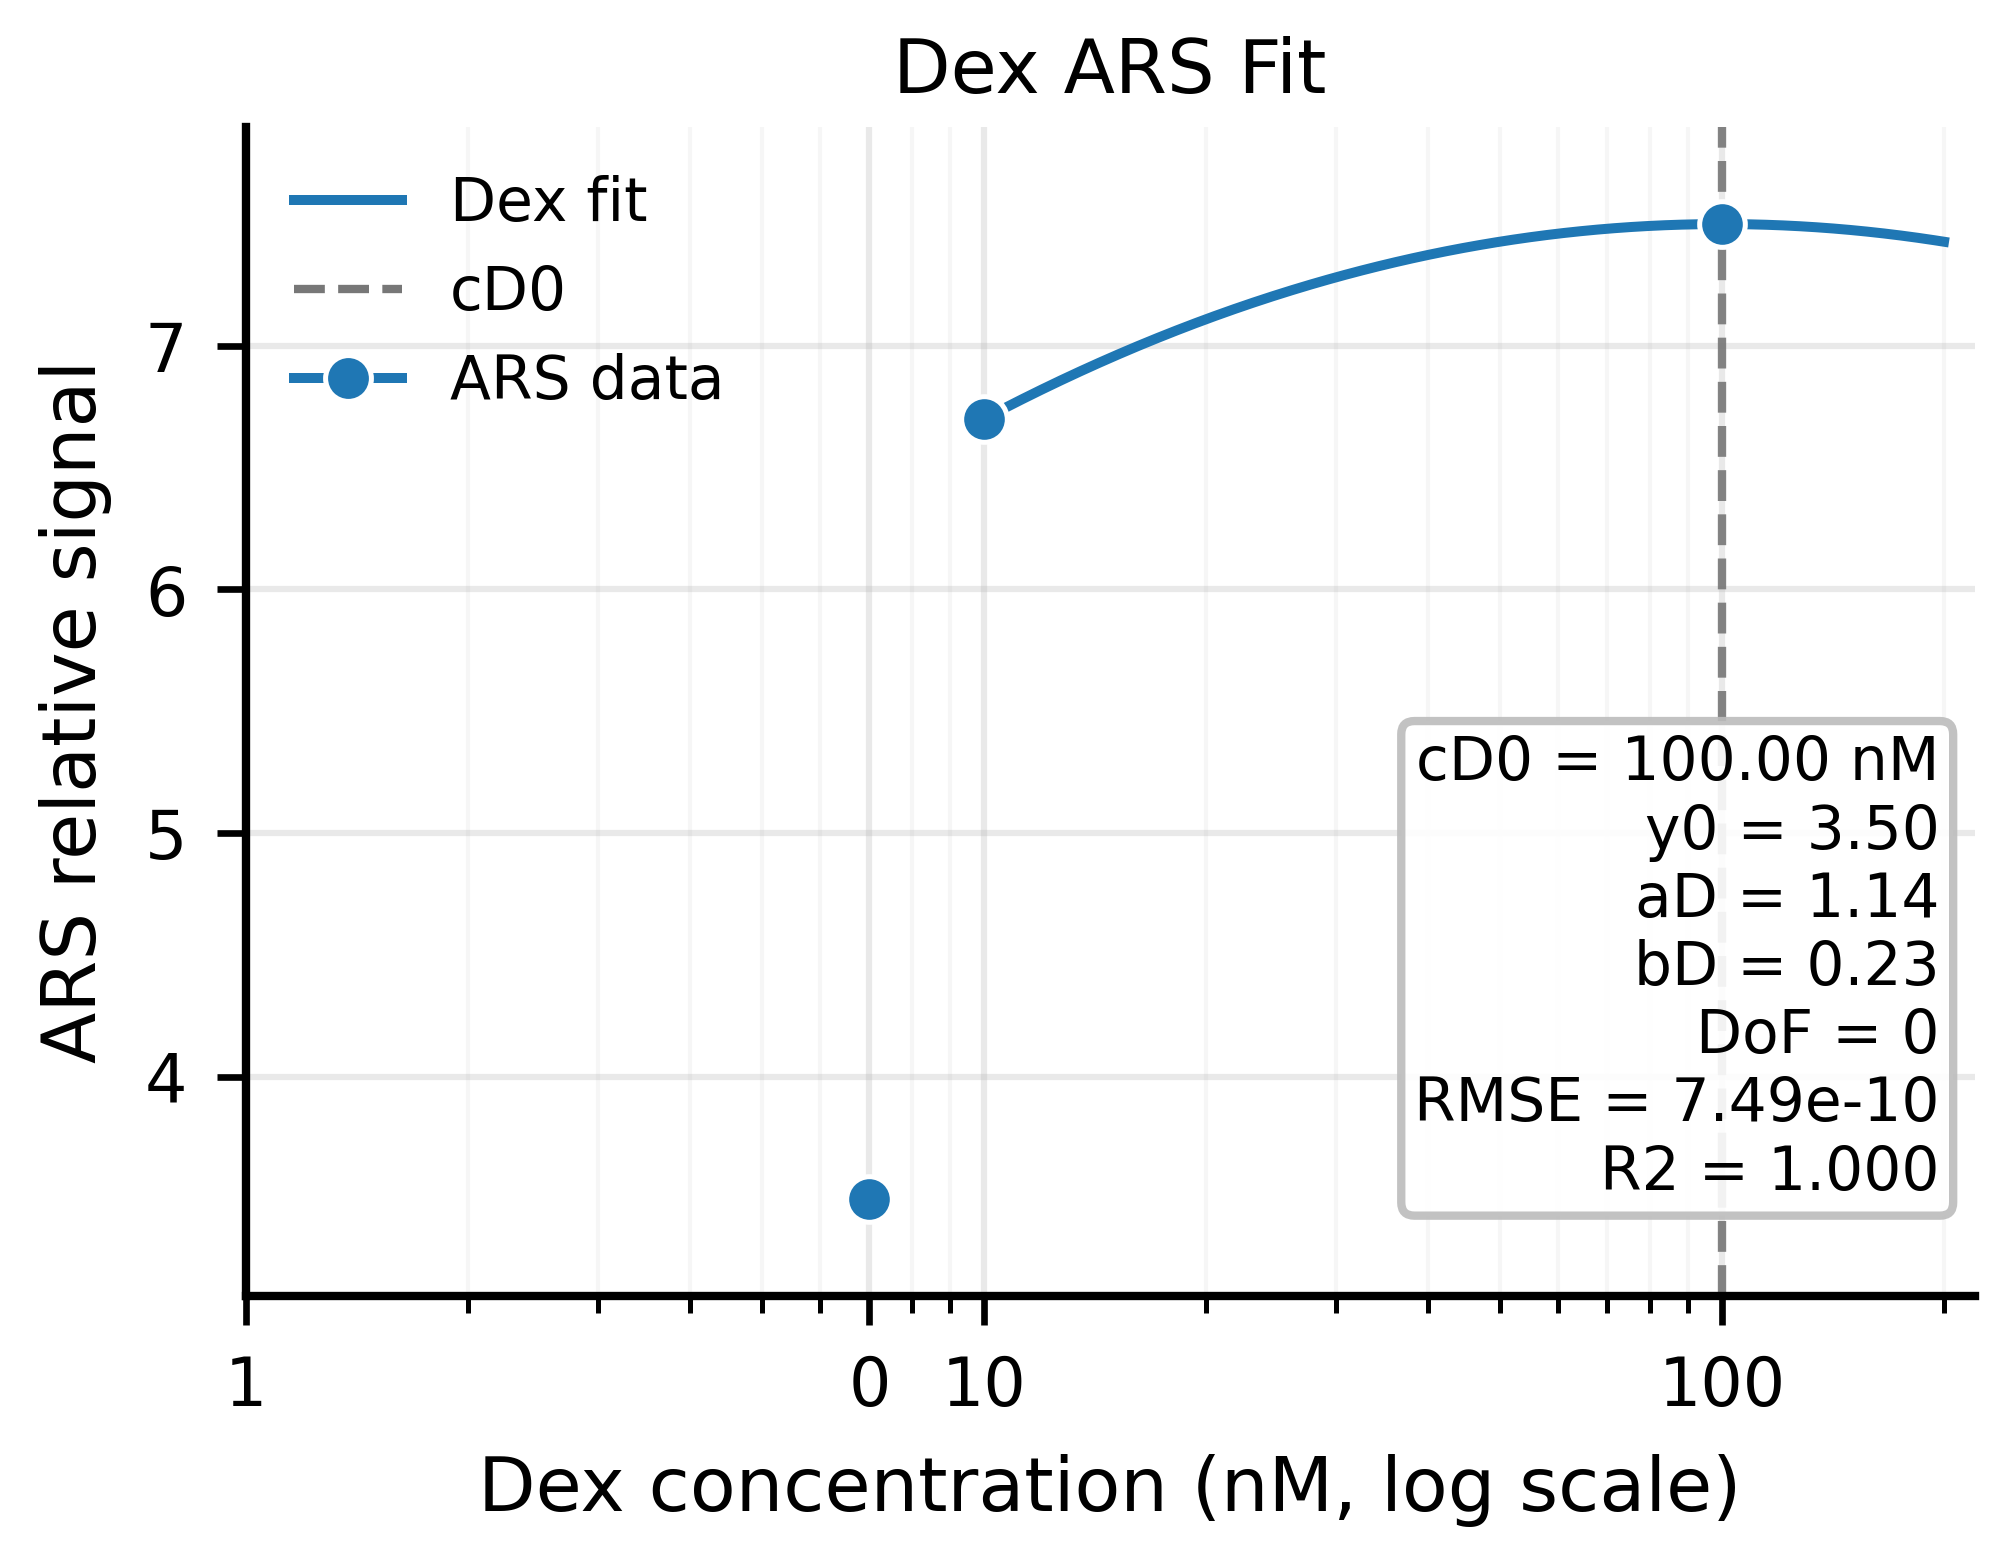 Dex ARS Fit
Dex fit
cD0
ARS data
7
6
5
4
ARS relative signal
cD0 = 100.00 nM
y0 = 3.50
aD = 1.14
bD = 0.23
DoF = 0
RMSE = 7.49e-10
R2 = 1.000
1 0 10 100
Dex concentration (nM, log scale)